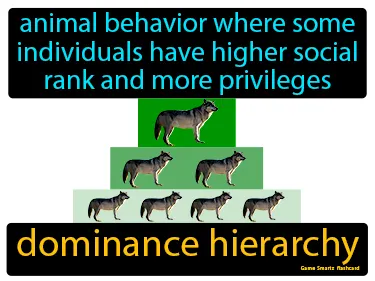 animal behavior where some
individuals have higher social
rank and more privileges
dominance hierarchy
Game Smartz flashcard